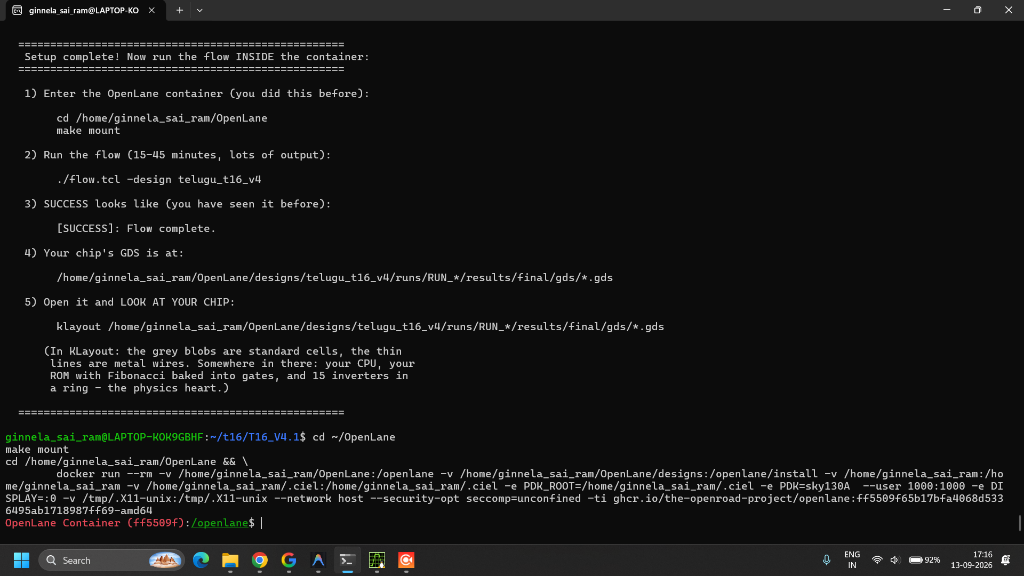 ginnela_sai_ram@LAPTOP-KO
===================================================
Setup complete! Now run the flow INSIDE the container:
===================================================
1) Enter the OpenLane container (you did this before):
cd /home/ginnela_sai_ram/OpenLane
make mount
2) Run the flow (15-45 minutes, lots of output):
./flow.tcl -design telugu_t16_v4
3) SUCCESS looks like (you have seen it before):
[SUCCESS]: Flow complete.
4) Your chip's GDS is at:
/home/ginnela_sai_ram/OpenLane/designs/telugu_t16_v4/runs/RUN_*/results/final/gds/*.gds
5) Open it and LOOK AT YOUR CHIP:
klayout /home/ginnela_sai_ram/OpenLane/designs/telugu_t16_v4/runs/RUN_*/results/final/gds/*.gds
(In KLayout: the grey blobs are standard cells, the thin
lines are metal wires. Somewhere in there: your CPU, your
ROM with Fibonacci baked into gates, and 15 inverters in
a ring - the physics heart.)
===================================================
ginnela_sai_ram@LAPTOP-KOK9GBHF:~/t16/T16_V4.1$ cd ~/OpenLane
make mount
cd /home/ginnela_sai_ram/OpenLane && \
docker run --rm -v /home/ginnela_sai_ram/OpenLane:/openlane -v /home/ginnela_sai_ram/OpenLane/designs:/openlane/install -v /home/ginnela_sai_ram:/ho
me/ginnela_sai_ram -v /home/ginnela_sai_ram/.ciel:/home/ginnela_sai_ram/.ciel -e PDK_ROOT=/home/ginnela_sai_ram/.ciel -e PDK=sky130A  --user 1000:1000 -e DI
SPLAY=:0 -v /tmp/.X11-unix:/tmp/.X11-unix --network host --security-opt seccomp=unconfined -ti ghcr.io/the-openroad-project/openlane:ff5509f65b17bfa4068d533
6495ab1718987ff69-amd64
OpenLane Container (ff5509f):/openlane$
Search
ENG
IN
92%
17:16
13-09-2026